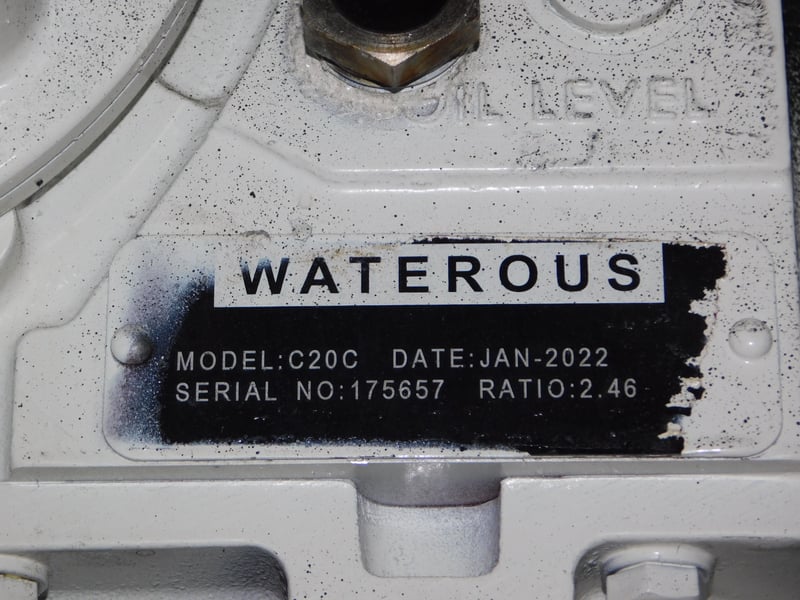 OIL LEVEL
WATEROUS
MODEL:C20C DATE:JAN-2022
SERIAL NO:175657 RATIO:2.46